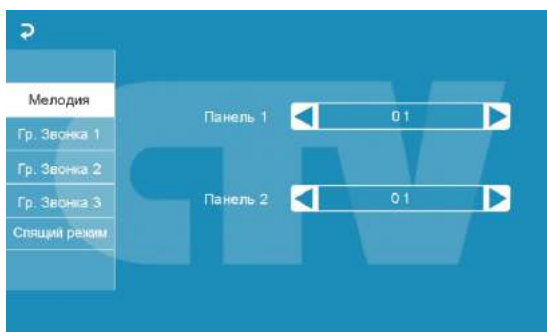 Мелодия
Гр. Звонка 1
Гр. Звонка 2
Гр. Звонка 3
Спящий режим
Панель 1 01
Панель 2 01
CTV